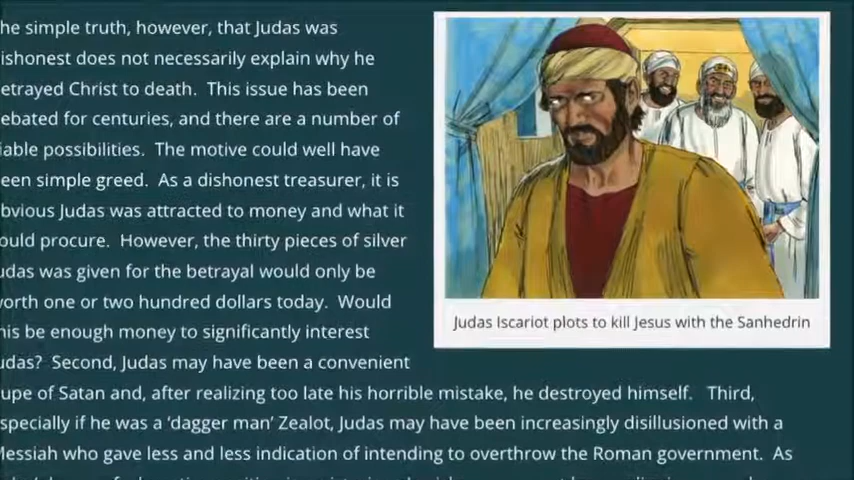 he simple truth, however, that Judas was
ishonest does not necessarily explain why he
etrayed Christ to death. This issue has been
ebated for centuries, and there are a number of
iable possibilities. The motive could well have
een simple greed. As a dishonest treasurer, it is
bvious Judas was attracted to money and what it
ould procure. However, the thirty pieces of silver
udas was given for the betrayal would only be
orth one or two hundred dollars today. Would
his be enough money to significantly interest
udas? Second, Judas may have been a convenient
upe of Satan and, after realizing too late his horrible mistake, he destroyed himself. Third,
specially if he was a ‘dagger man’ Zealot, Judas may have been increasingly disillusioned with a
Messiah who gave less and less indication of intending to overthrow the Roman government. As
Judas Iscariot plots to kill Jesus with the Sanhedrin